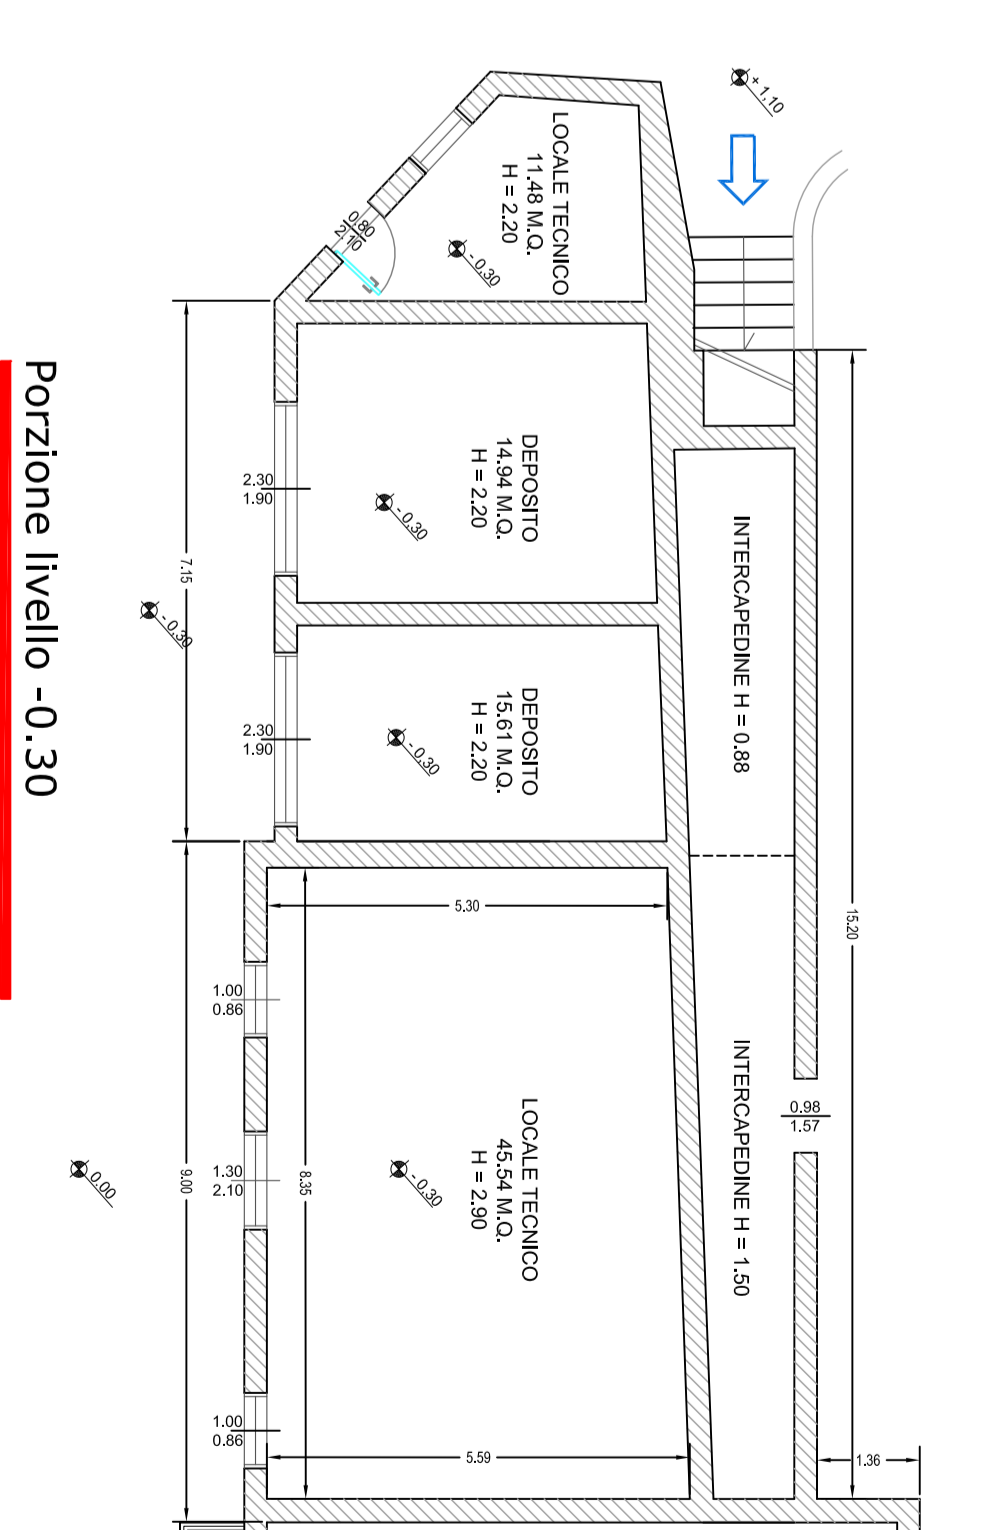 Porzione livello -0.30
+ 1,10
LOCALE TECNICO
11.48 M.Q.
H = 2.20
0.80
2.10
- 0,30
DEPOSITO
14.94 M.Q.
H = 2.20
- 0,30
2.30
1.90
7.15
- 0,30
DEPOSITO
15.61 M.Q.
H = 2.20
- 0,30
2.30
1.90
INTERCAPEDINE H = 0.88
15.20
5.30
1.00
0.86
LOCALE TECNICO
45.54 M.Q.
H = 2.90
- 0,30
INTERCAPEDINE H = 1.50
0.98
1.57
1.30
2.10
8.35
9.00
0.00
1.00
0.86
5.59
1.36